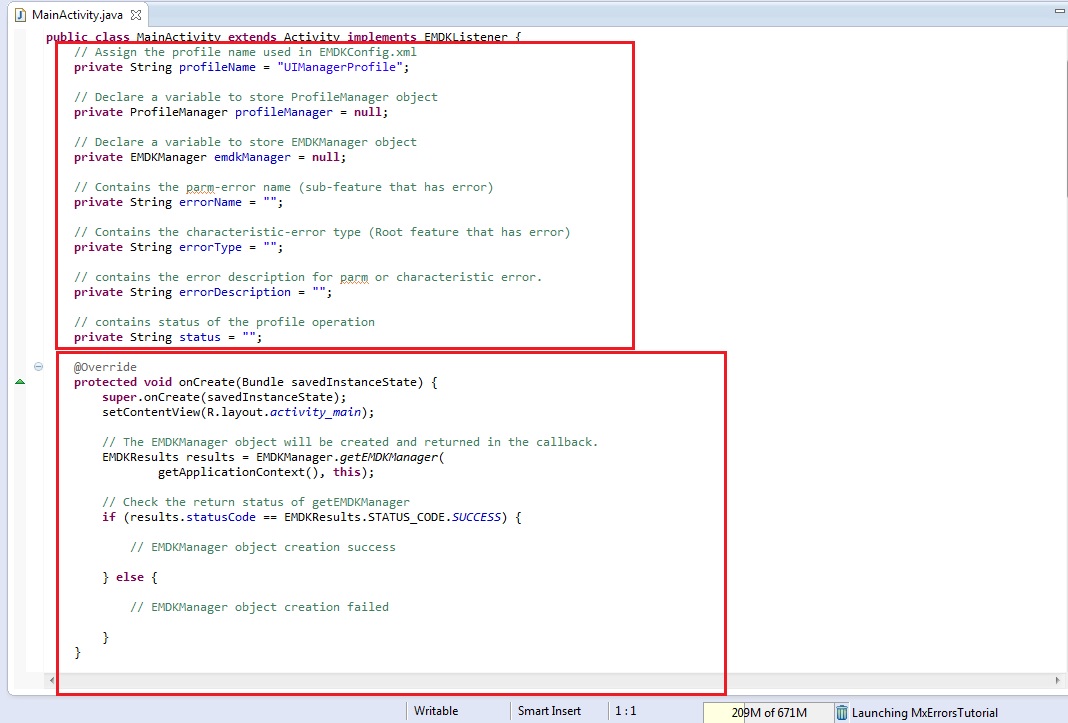 MainActivity.java
public class MainActivity extends Activity implements EMDKListener {
// Assign the profile name used in EMDKConfig.xml
private String profileName = "UIManagerProfile";
// Declare a variable to store ProfileManager object
private ProfileManager profileManager = null;
// Declare a variable to store EMDKManager object
private EMDKManager emdkManager = null;
// Contains the parm-error name (sub-feature that has error)
private String errorName = "";
// Contains the characteristic-error type (Root feature that has error)
private String errorType = "";
// contains the error description for parm or characteristic error.
private String errorDescription = "";
// contains status of the profile operation
private String status = "";
@Override
protected void onCreate(Bundle savedInstanceState) {
super.onCreate(savedInstanceState);
setContentView(R.layout.activity_main);
// The EMDKManager object will be created and returned in the callback.
EMDKResults results = EMDKManager.getEMDKManager(
getApplicationContext(), this);
// Check the return status of getEMDKManager
if (results.statusCode == EMDKResults.STATUS_CODE.SUCCESS) {
// EMDKManager object creation success
} else {
// EMDKManager object creation failed
}
}
Writable Smart Insert 1 : 1 209M of 671M Launching MxErrorsTutorial